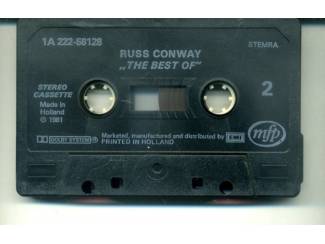 1A 222-58128
STEMRA
RUSS CONWAY
„THE BEST OF”
STEREO
CASSETTE
2
Made in
Holland
℗ 1981
DOLBY SYSTEM
Marketed, manufactured and distributed by EMI
PRINTED IN HOLLAND
mfp